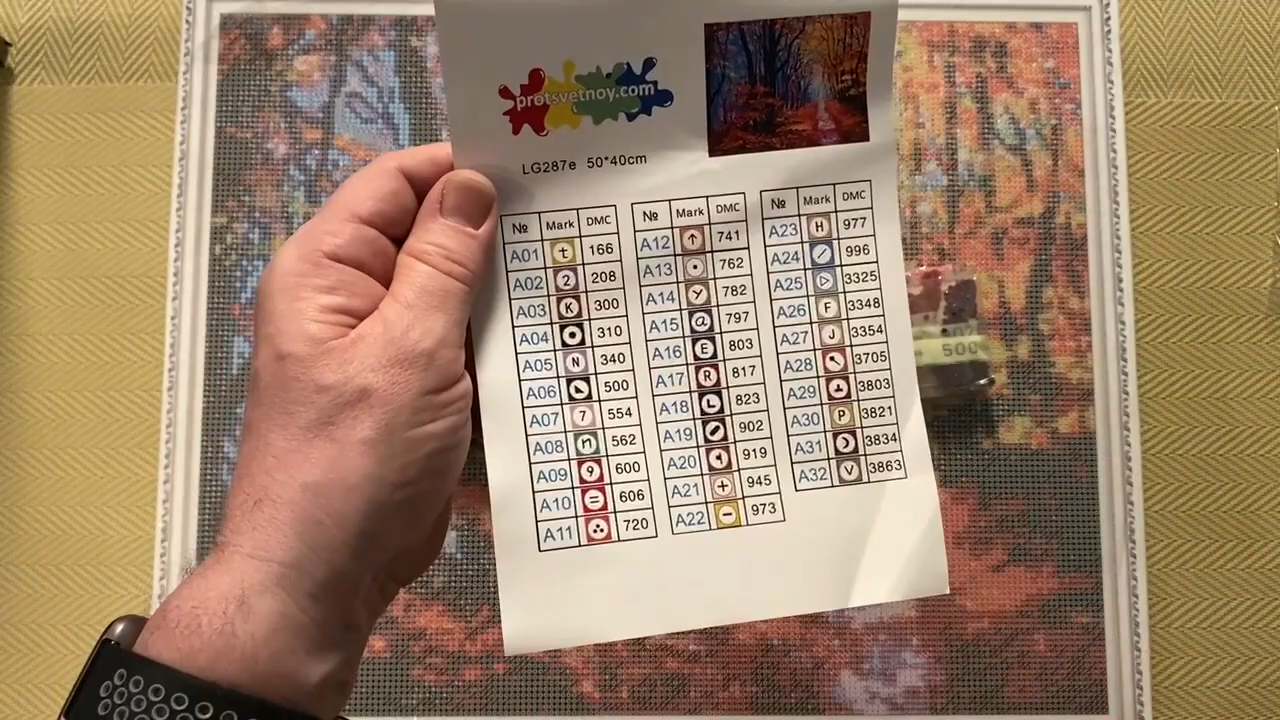 protsvetnoy.com
LG287e 50*40cm
№ Mark DMC
A01 t 166
A02 2 208
A03 K 300
A04 310
A05 N 340
A06 500
A07 7 554
A08 n 562
A09 9 600
A10 = 606
A11 720
№ Mark DMC
A12 ↑ 741
A13 762
A14 y 782
A15 @ 797
A16 E 803
A17 R 817
A18 L 823
A19 902
A20 919
A21 + 945
A22 − 973
№ Mark DMC
A23 H 977
A24 / 996
A25 ▷ 3325
A26 F 3348
A27 J 3354
A28 3705
A29 3803
A30 P 3821
A31 3834
A32 V 3863
500